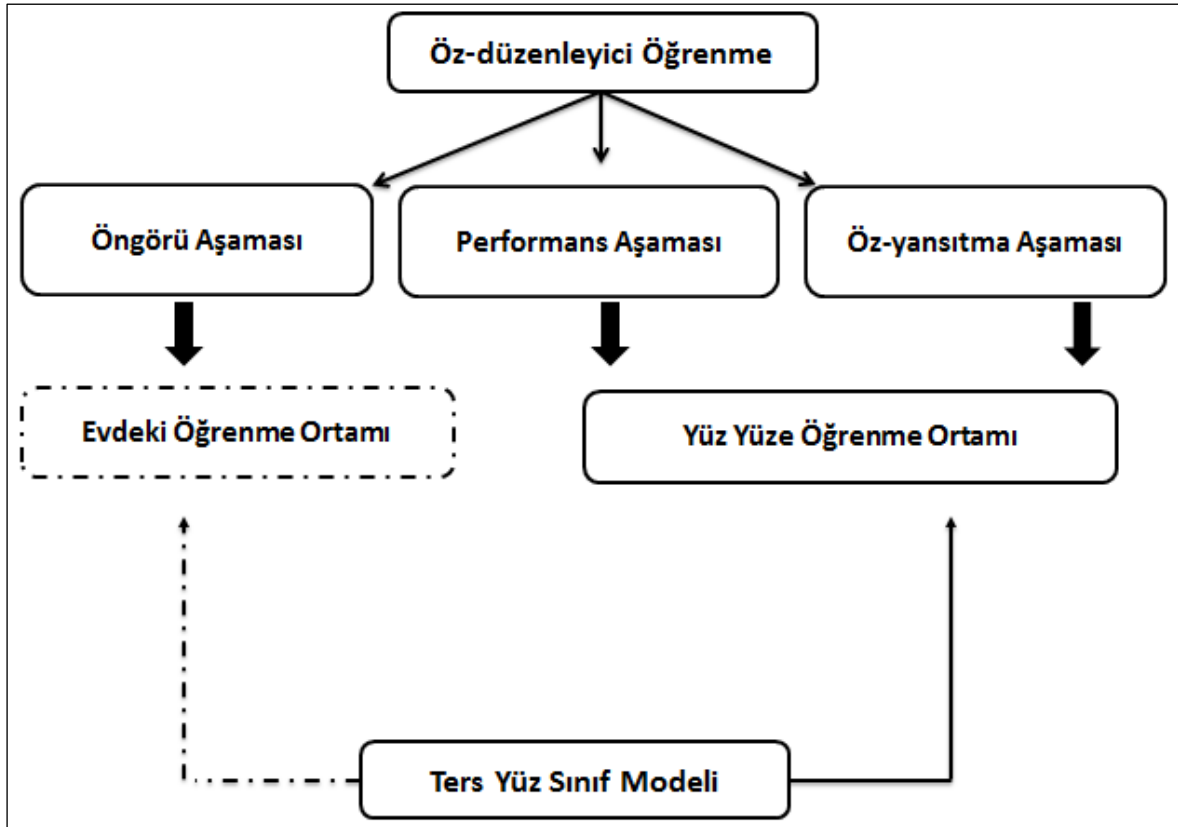 Öz-düzenleyici Öğrenme
Öngörü Aşaması
Performans Aşaması
Öz-yansıtma Aşaması
Evdeki Öğrenme Ortamı
Yüz Yüze Öğrenme Ortamı
Ters Yüz Sınıf Modeli